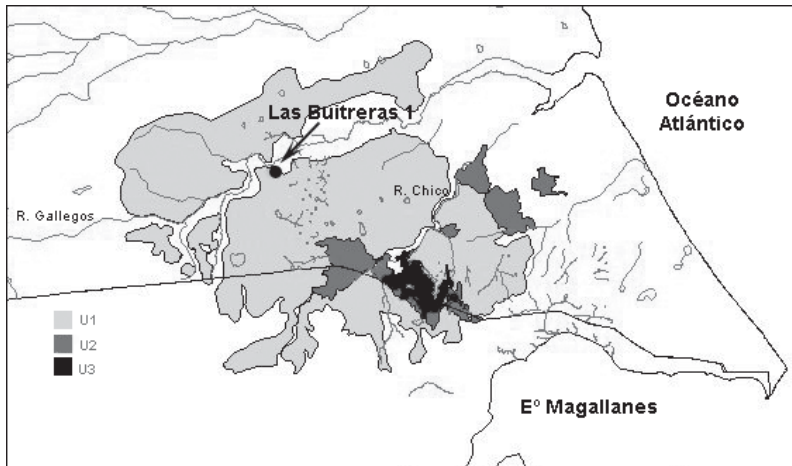 Océano
Atlántico
Las Buitreras 1
R. Chico
R. Gallegos
U1
U2
U3
Eº Magallanes